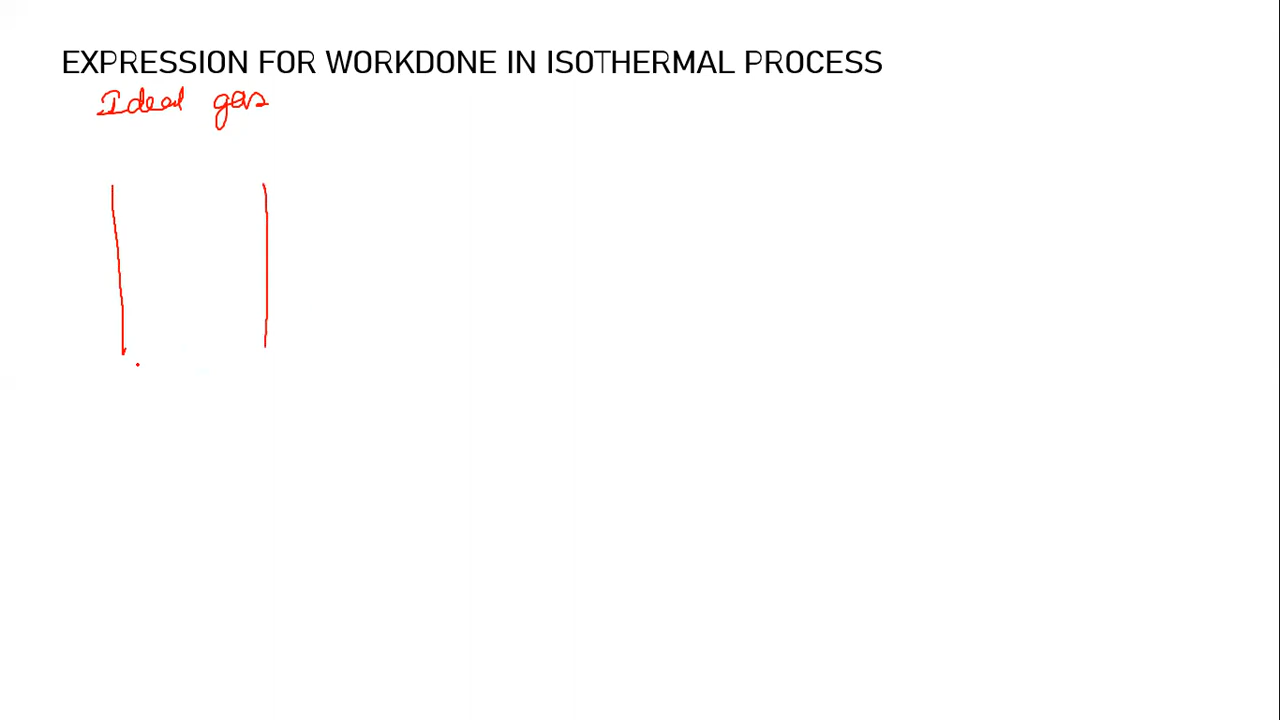 EXPRESSION FOR WORKDONE IN ISOTHERMAL PROCESS
Ideal gas